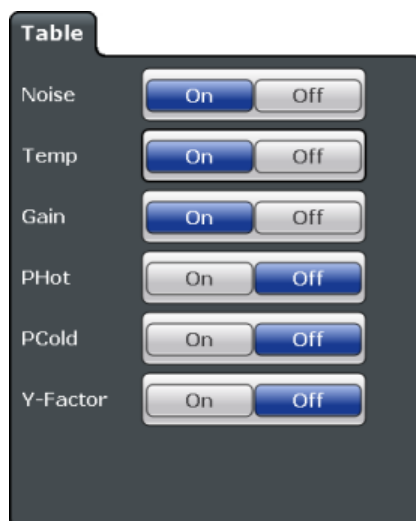 Table
Noise On Off
Temp On Off
Gain On Off
PHot On Off
PCold On Off
Y-Factor On Off